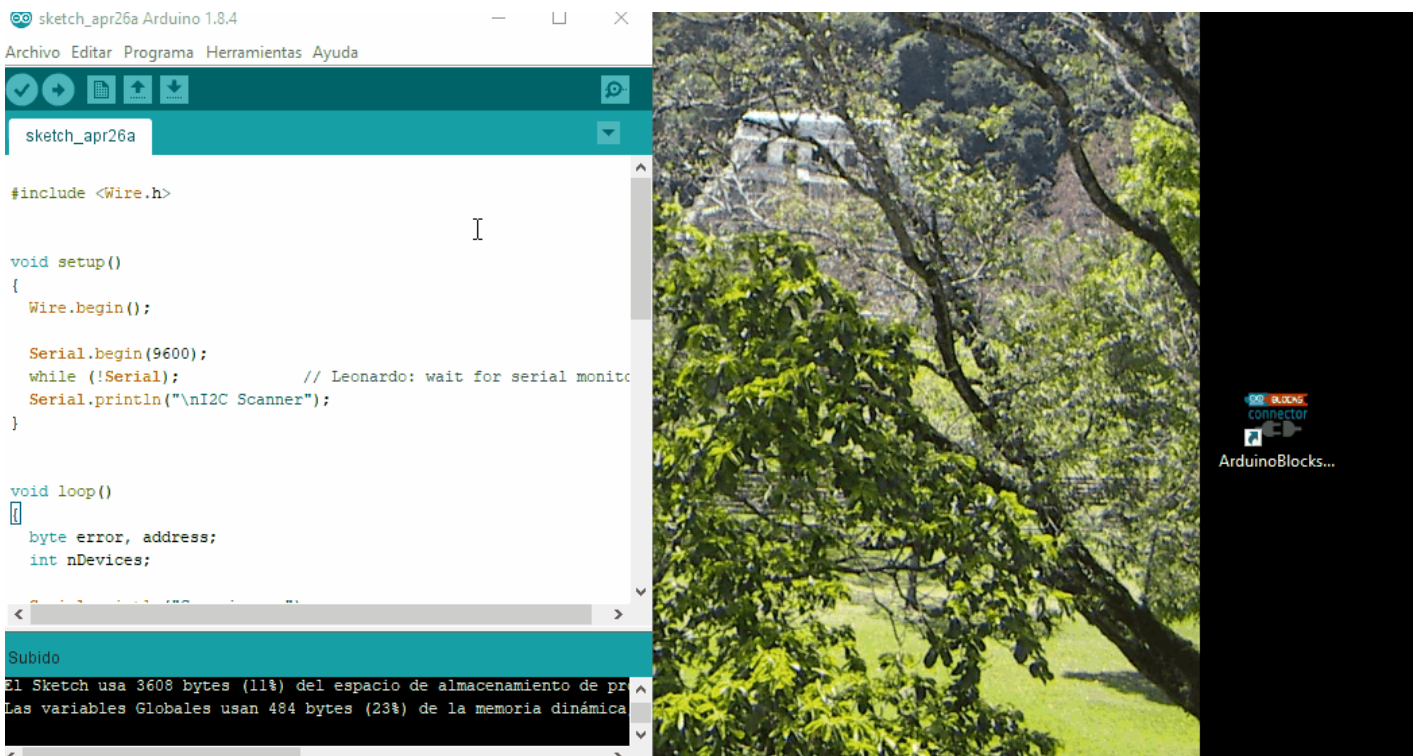 sketch_apr26a Arduino 1.8.4
Archivo Editar Programa Herramientas Ayuda
sketch_apr26a
#include <Wire.h>
void setup()
{
Wire.begin();
Serial.begin(9600);
while (!Serial); // Leonardo: wait for serial monito
Serial.println("\nI2C Scanner");
}
void loop()
{
byte error, address;
int nDevices;
Subido
El Sketch usa 3608 bytes (11%) del espacio de almacenamiento de pro
Las variables Globales usan 484 bytes (23%) de la memoria dinámica
BLOCKS
connector
ArduinoBlocks...